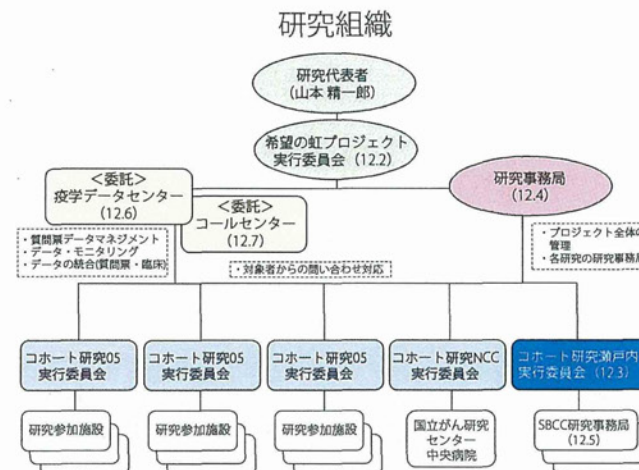 研究組織
研究代表者
(山本 精一郎)
希望の虹プロジェクト
実行委員会 (12.2)
<委託>
疫学データセンター
(12.6)
<委託>
コールセンター
(12.7)
研究事務局
(12.4)
・質問票データマネジメント
・データ・モニタリング
・データの統合(質問票・臨床)
・対象者からの問い合わせ対応
・プロジェクト全体の
管理
・各研究の研究事務局
コホート研究05
実行委員会
コホート研究05
実行委員会
コホート研究05
実行委員会
コホート研究NCC
実行委員会
コホート研究瀬戸内
実行委員会 (12.3)
研究参加施設
研究参加施設
研究参加施設
国立がん研究
センター
中央病院
SBCC研究事務局
(12.5)